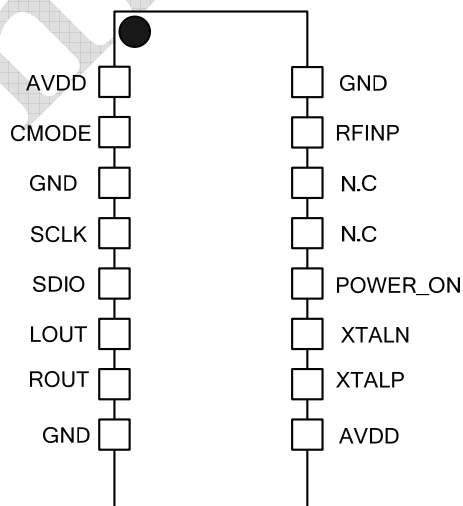 AVDD GND
CMODE RFINP
GND N.C
SCLK N.C
SDIO POWER_ON
LOUT XTALN
ROUT XTALP
GND AVDD